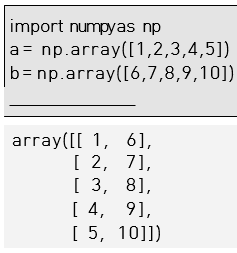 import numpyas np
a = np.array([1,2,3,4,5])
b = np.array([6,7,8,9,10])
____________
array([[ 1, 6],
[ 2, 7],
[ 3, 8],
[ 4, 9],
[ 5, 10]])